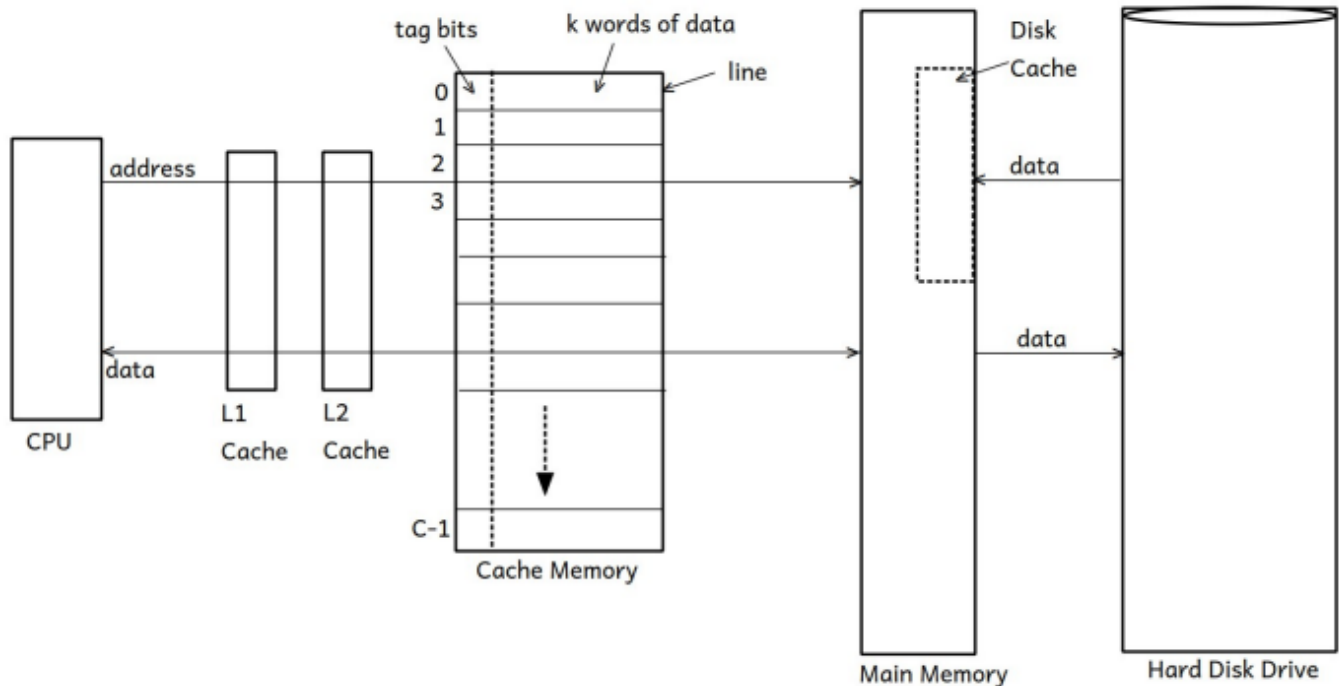 tag bits
k words of data
line
Disk
Cache
0
1
2
3
address
data
data
data
CPU
L1
Cache
L2
Cache
C-1
Cache Memory
Main Memory
Hard Disk Drive